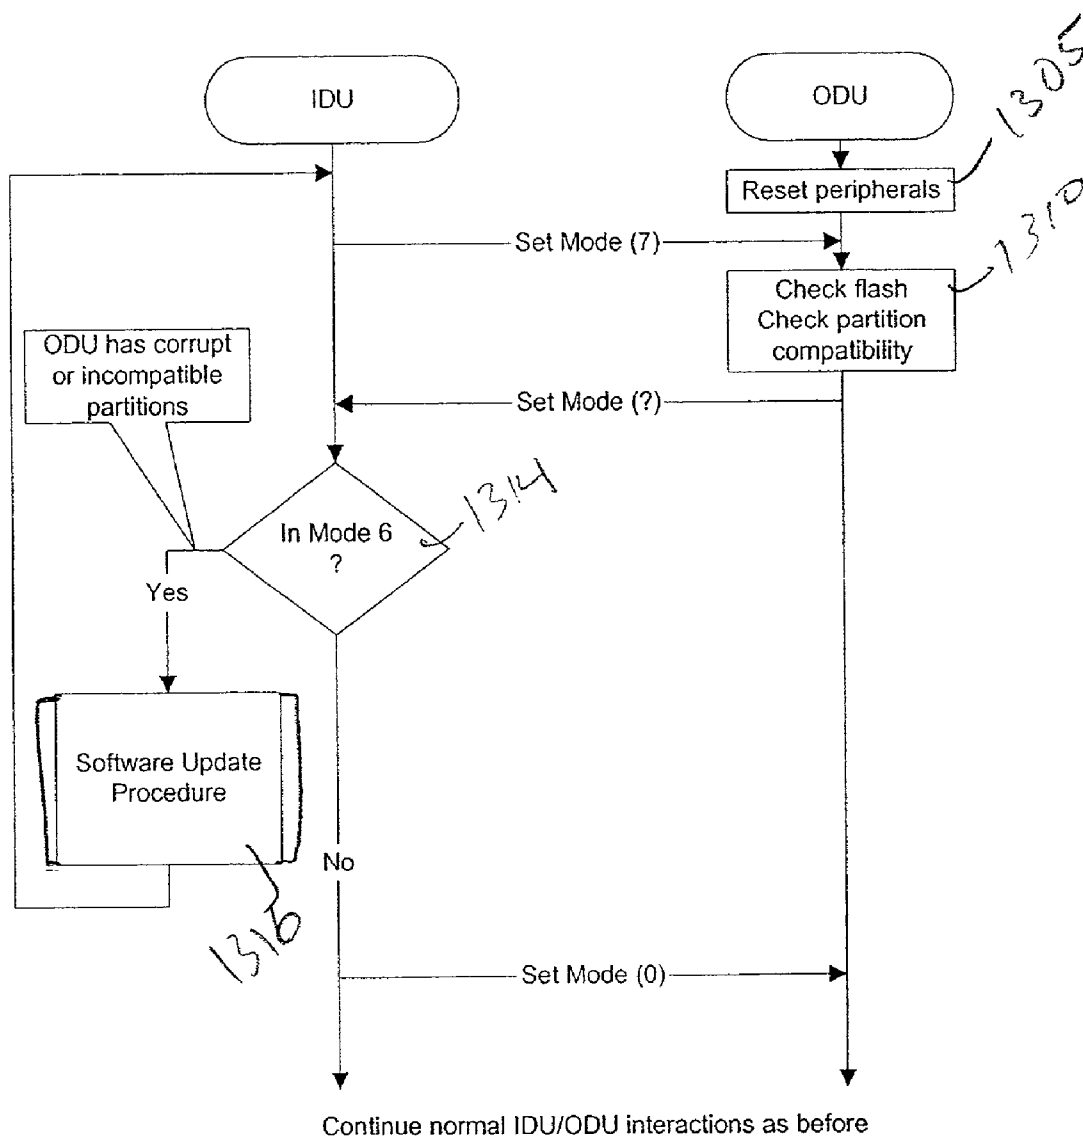 IDU
ODU
1305
Reset peripherals
1310
Set Mode (7)
Check flash
Check partition
compatibility
ODU has corrupt
or incompatible
partitions
Set Mode (?)
1314
In Mode 6
?
Yes
Software Update
Procedure
No
1316
Set Mode (0)
Continue normal IDU/ODU interactions as before